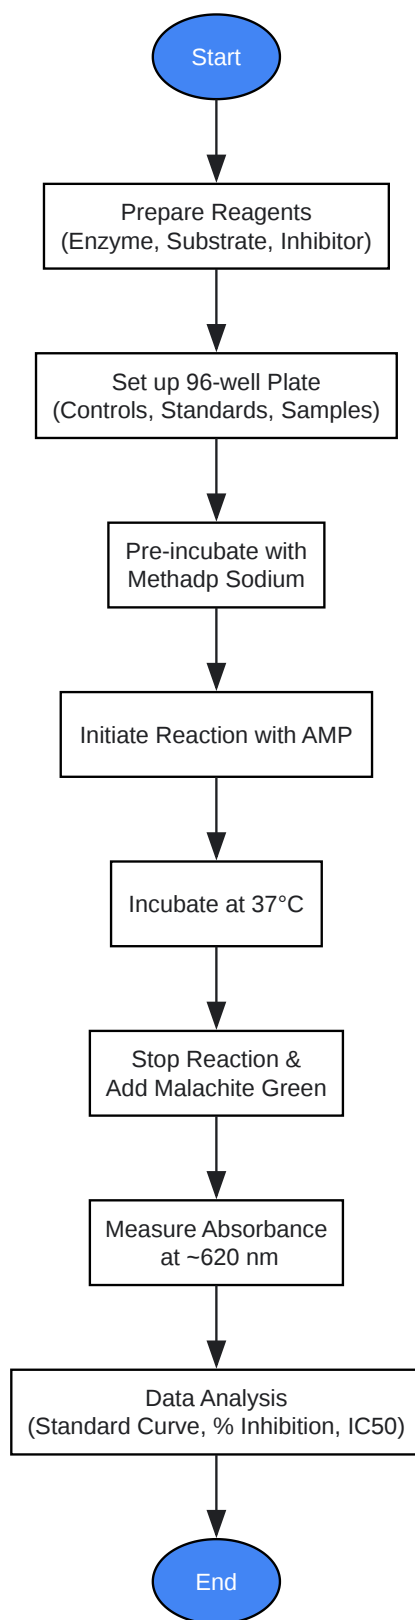 Start
Prepare Reagents
(Enzyme, Substrate, Inhibitor)
Set up 96-well Plate
(Controls, Standards, Samples)
Pre-incubate with
Methadp Sodium
Initiate Reaction with AMP
Incubate at 37°C
Stop Reaction &
Add Malachite Green
Measure Absorbance
at ~620 nm
Data Analysis
(Standard Curve, % Inhibition, IC50)
End